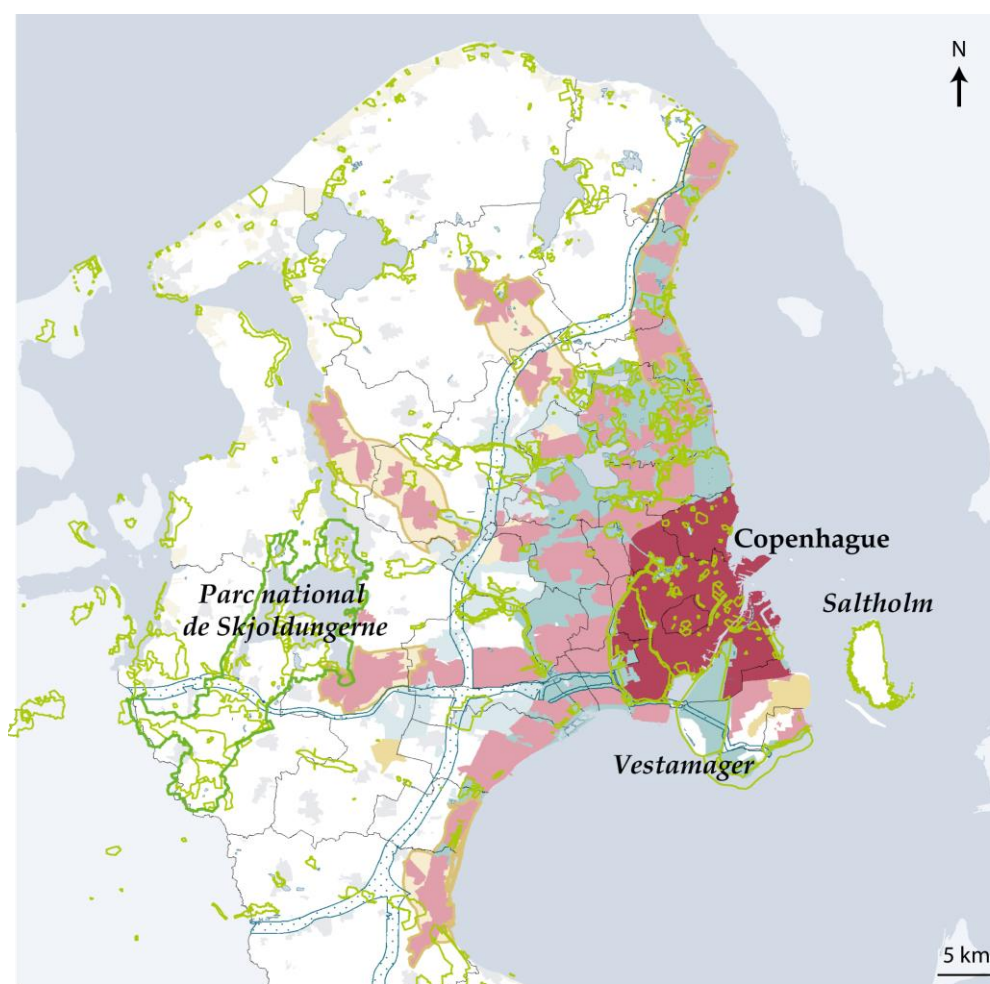 N
Copenhague
Parc national
de Skjoldungerne
Saltholm
Vestamager
5 km